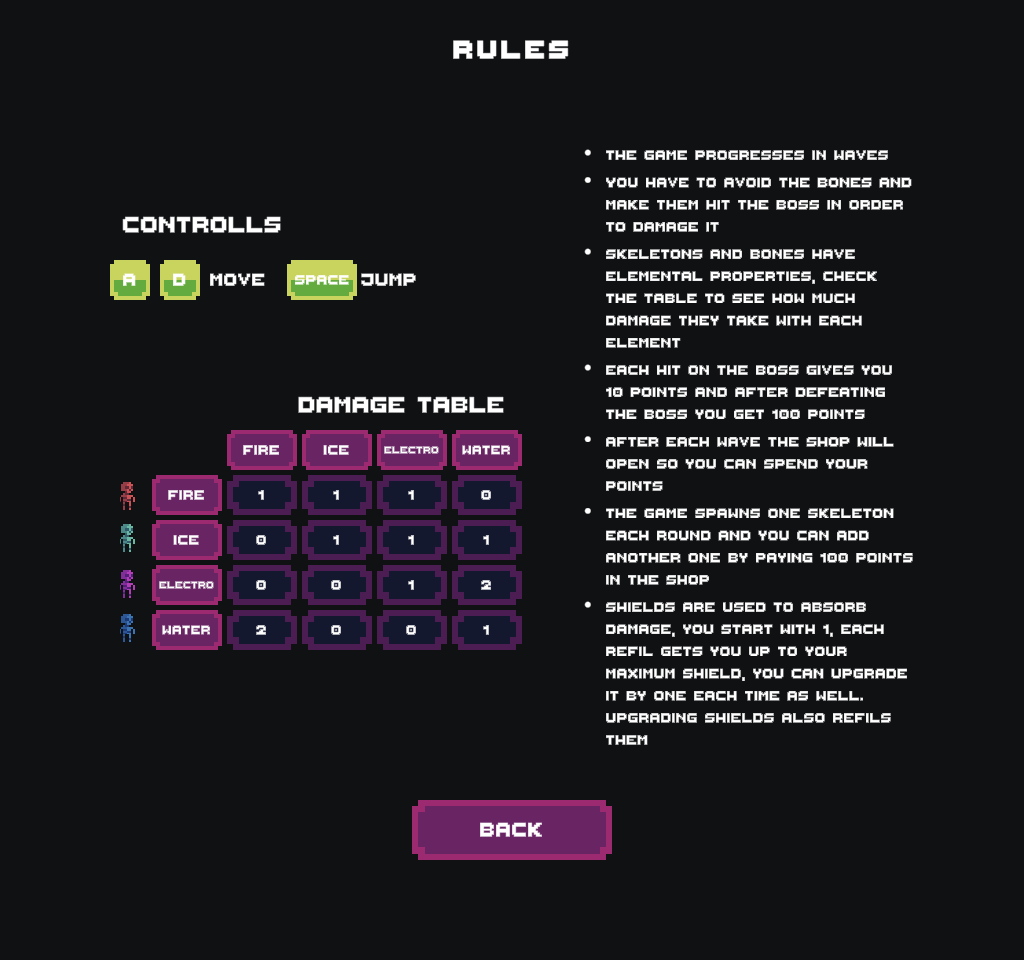 RULES
CONTROLLS
A D MOVE SPACE JUMP
DAMAGE TABLE
FIRE ICE ELECTRO WATER
FIRE 1 1 1 0
ICE 0 1 1 1
ELECTRO 0 0 1 2
WATER 2 0 0 1
• THE GAME PROGRESSES IN WAVES
• YOU HAVE TO AVOID THE BONES AND
MAKE THEM HIT THE BOSS IN ORDER
TO DAMAGE IT
• SKELETONS AND BONES HAVE
ELEMENTAL PROPERTIES, CHECK
THE TABLE TO SEE HOW MUCH
DAMAGE THEY TAKE WITH EACH
ELEMENT
• EACH HIT ON THE BOSS GIVES YOU
10 POINTS AND AFTER DEFEATING
THE BOSS YOU GET 100 POINTS
• AFTER EACH WAVE THE SHOP WILL
OPEN SO YOU CAN SPEND YOUR
POINTS
• THE GAME SPAWNS ONE SKELETON
EACH ROUND AND YOU CAN ADD
ANOTHER ONE BY PAYING 100 POINTS
IN THE SHOP
• SHIELDS ARE USED TO ABSORB
DAMAGE, YOU START WITH 1, EACH
REFIL GETS YOU UP TO YOUR
MAXIMUM SHIELD, YOU CAN UPGRADE
IT BY ONE EACH TIME AS WELL.
UPGRADING SHIELDS ALSO REFILS
THEM
BACK